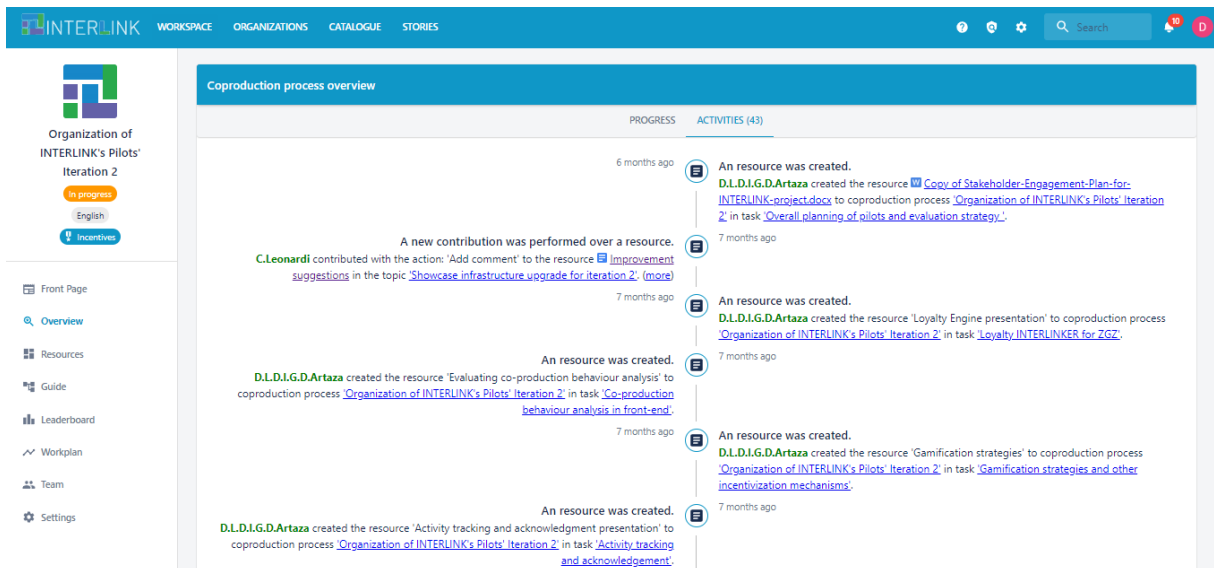 INTERLINK
WORKSPACE
ORGANIZATIONS
CATALOGUE
STORIES
Search
10
D
Organization of
INTERLINK's Pilots'
Iteration 2
In progress
English
Incentives
Front Page
Overview
Resources
Guide
Leaderboard
Workplan
Team
Settings
Coproduction process overview
PROGRESS
ACTIVITIES (43)
6 months ago
An resource was created.
D.L.D.I.G.D.Artaza created the resource Copy of Stakeholder-Engagement-Plan-for-
INTERLINK-project.docx to coproduction process 'Organization of INTERLINK's Pilots' Iteration
2' in task 'Overall planning of pilots and evaluation strategy '.
7 months ago
A new contribution was performed over a resource.
C.Leonardi contributed with the action: 'Add comment' to the resource Improvement
suggestions in the topic 'Showcase infrastructure upgrade for iteration 2'. (more)
7 months ago
An resource was created.
D.L.D.I.G.D.Artaza created the resource 'Loyalty Engine presentation' to coproduction process
'Organization of INTERLINK's Pilots' Iteration 2' in task 'Loyalty INTERLINKER for ZGZ'.
7 months ago
An resource was created.
D.L.D.I.G.D.Artaza created the resource 'Evaluating co-production behaviour analysis' to
coproduction process 'Organization of INTERLINK's Pilots' Iteration 2' in task 'Co-production
behaviour analysis in front-end'.
7 months ago
An resource was created.
D.L.D.I.G.D.Artaza created the resource 'Gamification strategies' to coproduction process
'Organization of INTERLINK's Pilots' Iteration 2' in task 'Gamification strategies and other
incentivization mechanisms'.
7 months ago
An resource was created.
D.L.D.I.G.D.Artaza created the resource 'Activity tracking and acknowledgment presentation' to
coproduction process 'Organization of INTERLINK's Pilots' Iteration 2' in task 'Activity tracking
and acknowledgement'.